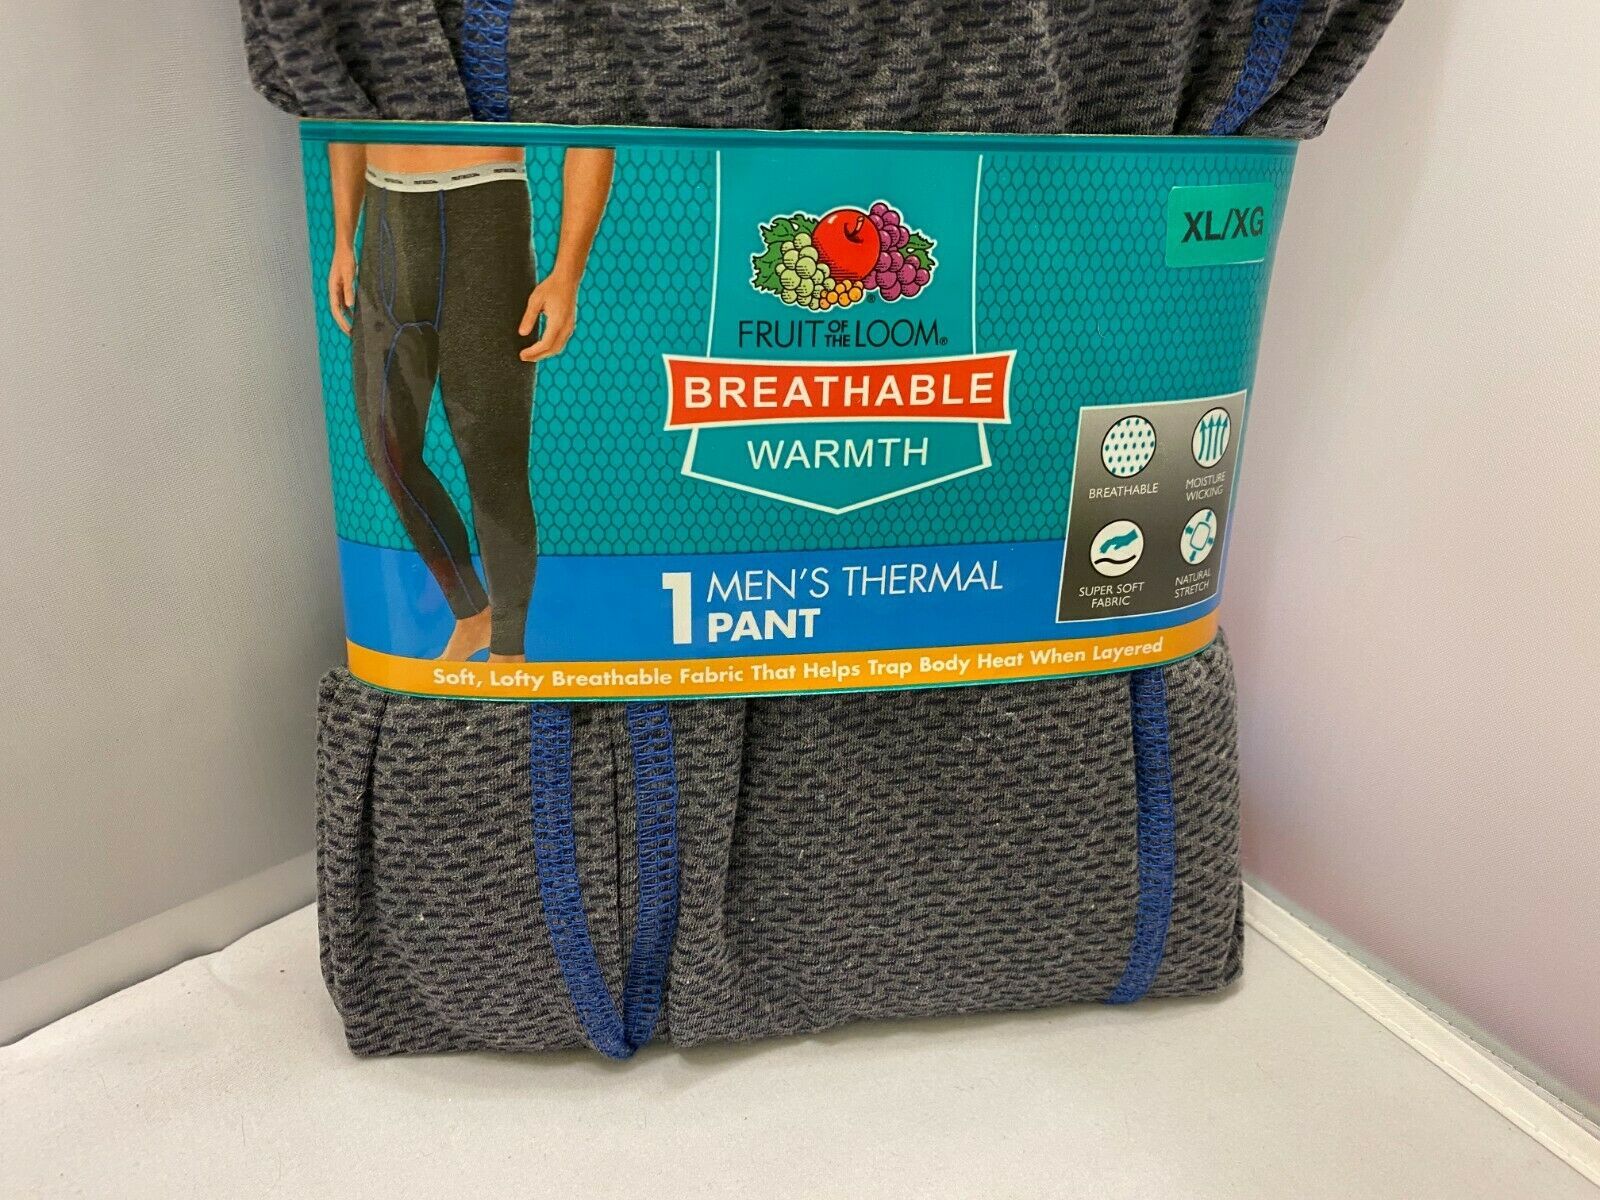 XL/XG
FRUIT OF THE LOOM®
BREATHABLE
WARMTH
BREATHABLE
MOISTURE
WICKING
SUPER SOFT
FABRIC
NATURAL
STRETCH
1 MEN'S THERMAL
PANT
Soft, Lofty Breathable Fabric That Helps Trap Body Heat When Layered